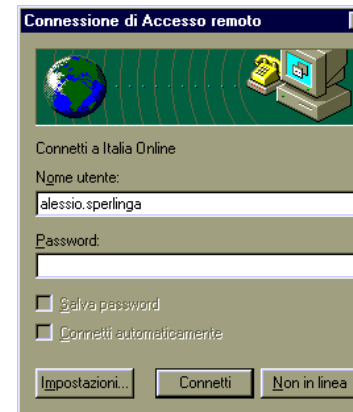 Connessione di Accesso remoto
Connetti a Italia Online
Nome utente:
alessio.sperlinga
Password:
Salva password
Connetti automaticamente
Impostazioni... Connetti Non in linea